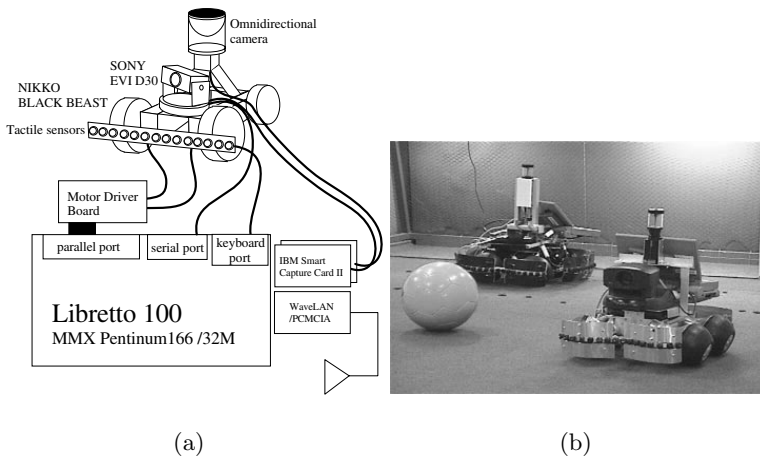 Omnidirectional
camera
SONY
EVI D30
NIKKO
BLACK BEAST
Tactile sensors
Motor Driver
Board
parallel port
serial port
keyboard
port
IBM Smart
Capture Card II
Libretto 100
MMX Pentinum166 /32M
WaveLAN
/PCMCIA
(a)
(b)